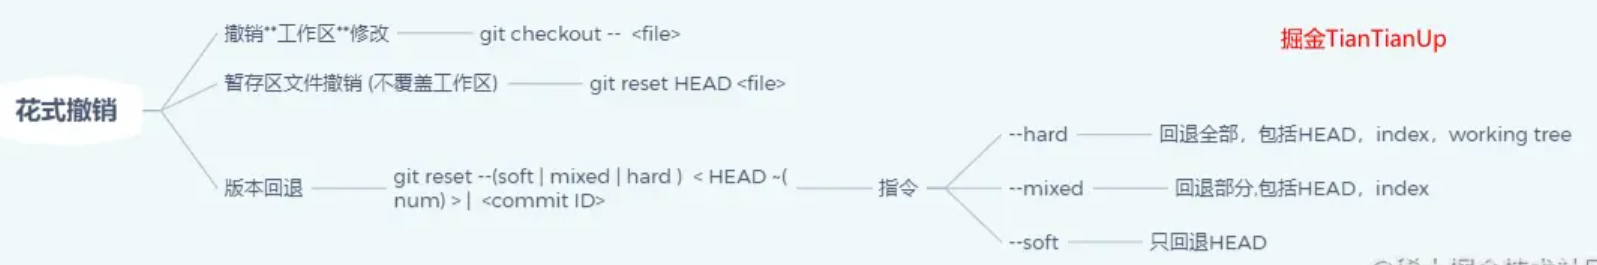 撤销**工作区**修改
git checkout -- <file>
掘金TianTianUp
暂存区文件撤销 (不覆盖工作区)
git reset HEAD <file>
花式撤销
--hard
回退全部，包括HEAD，index，working tree
版本回退
git reset --(soft | mixed | hard ) < HEAD ~(
num) > | <commit ID>
指令
--mixed
回退部分,包括HEAD，index
--soft
只回退HEAD